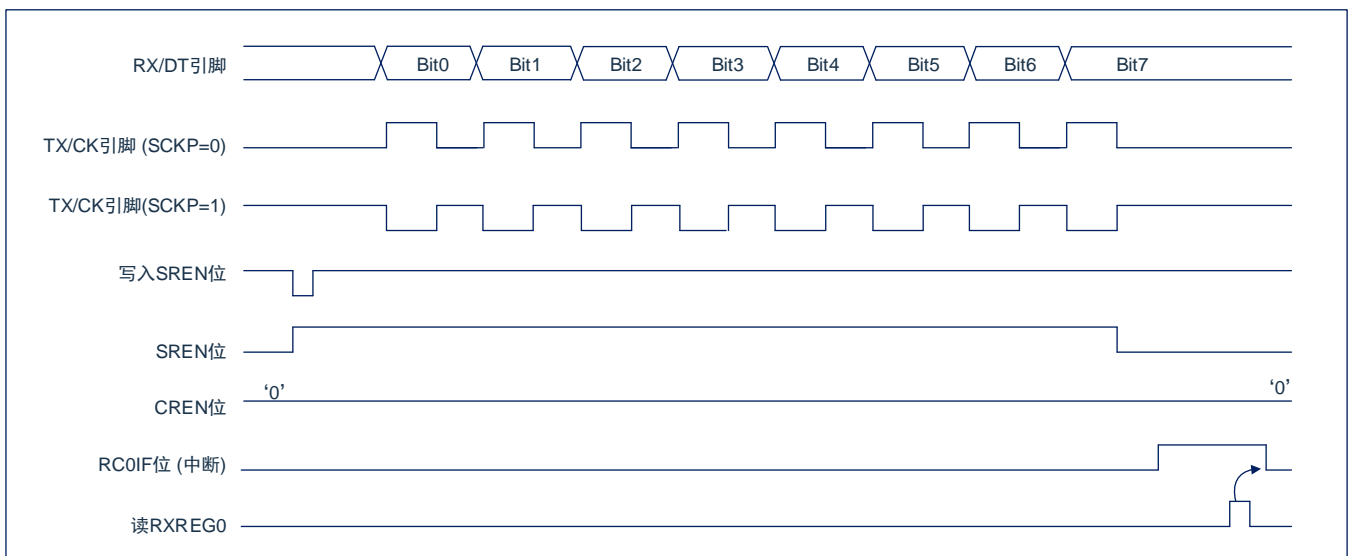 RX/DT引脚 Bit0 Bit1 Bit2 Bit3 Bit4 Bit5 Bit6 Bit7
TX/CK引脚 (SCKP=0)
TX/CK引脚(SCKP=1)
写入SREN位
SREN位
‘0’ ‘0’
CREN位
RC0IF位 (中断)
读RXREG0